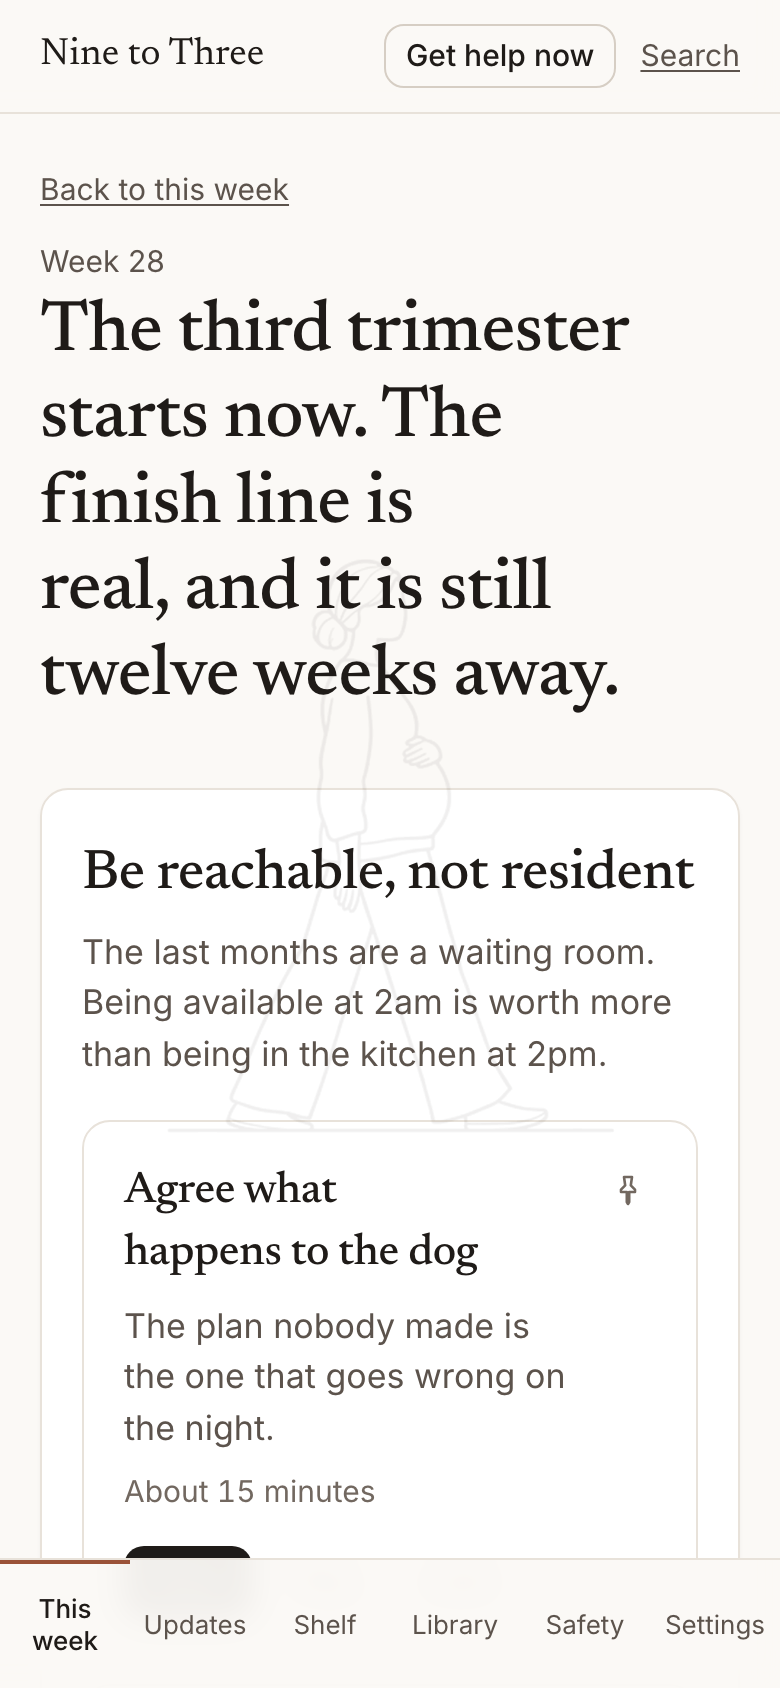 Nine to Three
Get help now
Search
Back to this week
Week 28
The third trimester
starts now. The
finish line is
real, and it is still
twelve weeks away.
Be reachable, not resident
The last months are a waiting room.
Being available at 2am is worth more
than being in the kitchen at 2pm.
Agree what
happens to the dog
The plan nobody made is
the one that goes wrong on
the night.
About 15 minutes
This
week
Updates
Shelf
Library
Safety
Settings